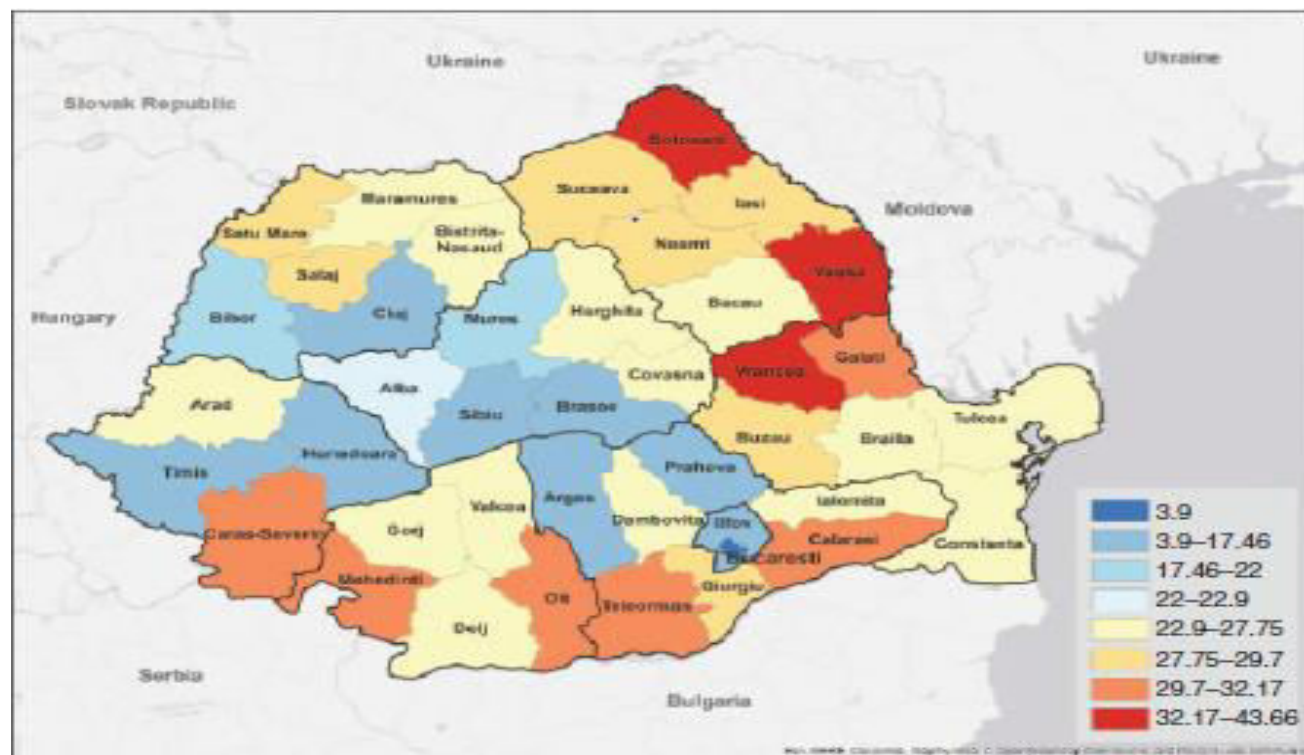 Ukraine
Ukraine
Slovak Republic
Botosani
Suceava
Maramures
Iasi
Moldova
Satu Mare
Bistrita-
Nasaud
Neamt
Salaj
Vaslui
Hungary
Bihor
Cluj
Mures
Harghita
Bacau
Vrancea
Galati
Alba
Covasna
Arad
Sibiu
Brasov
Tulcea
Buzau
Braila
Timis
Hunedoara
Prahova
Valcea
Arges
Ialomita
Gorj
Dambovita
Ilfov
Caras-Severin
Calarasi
Constanta
Bucaresti
Mehedinti
Olt
Giurgiu
Teleorman
Dolj
Serbia
Bulgaria
3.9
3.9–17.46
17.46–22
22–22.9
22.9–27.75
27.75–29.7
29.7–32.17
32.17–43.66